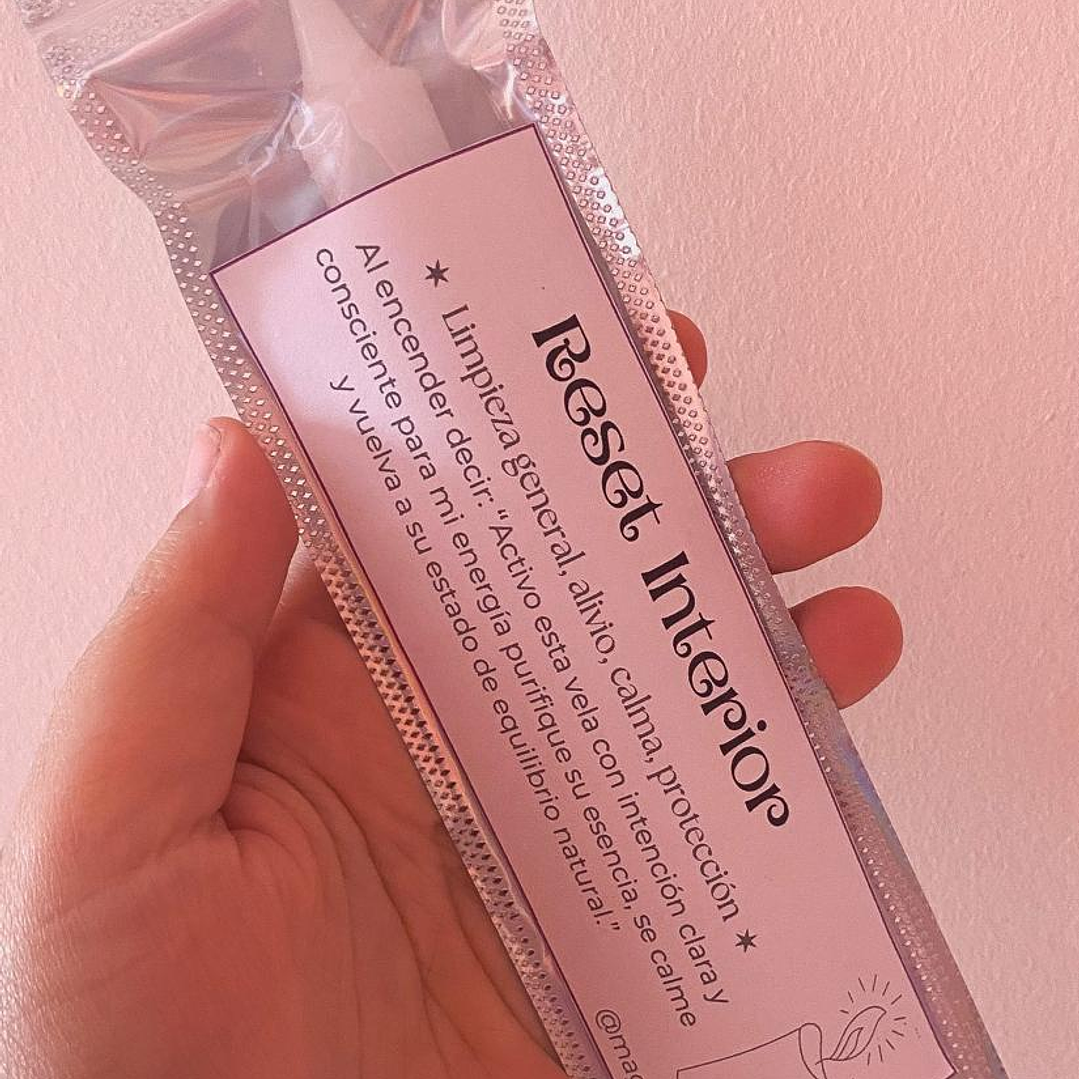 Reset Interior
✶ Limpieza general, alivio, calma, protección ✶
Al encender decir: "Activo esta vela con intención clara y
consciente para mi energía purifique su esencia, se calme
y vuelva a su estado de equilibrio natural."